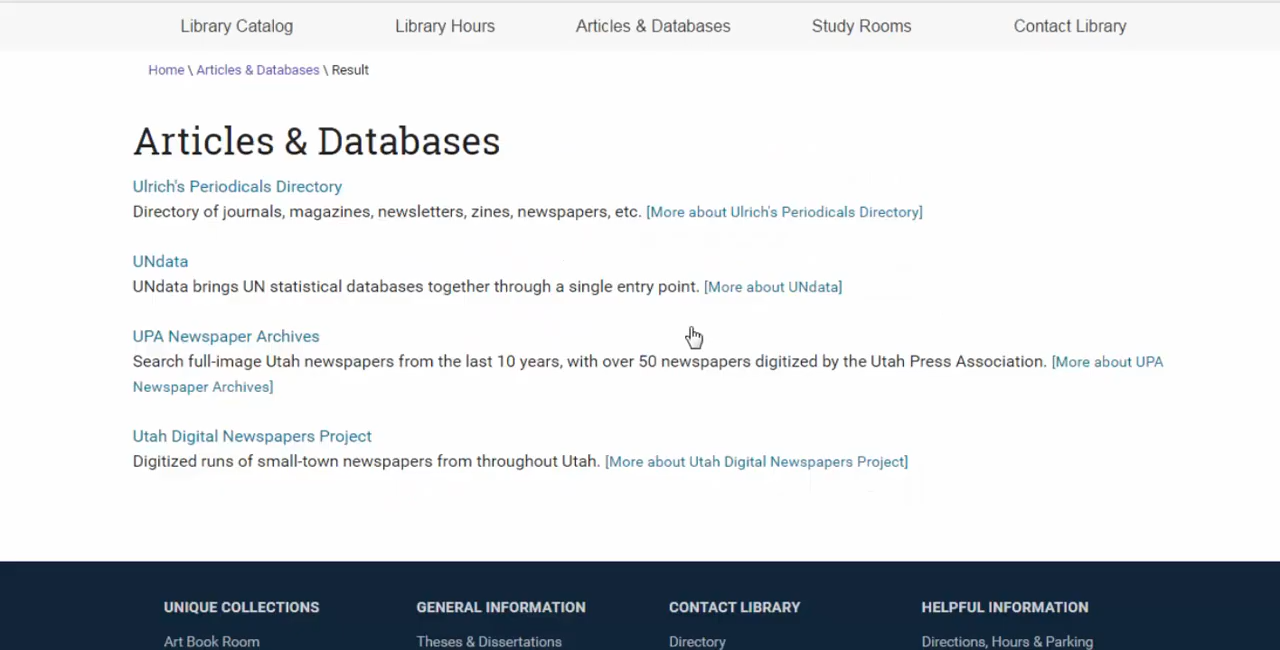 Library Catalog Library Hours Articles & Databases Study Rooms Contact Library
Home \ Articles & Databases \ Result
Articles & Databases
Ulrich's Periodicals Directory
Directory of journals, magazines, newsletters, zines, newspapers, etc. [More about Ulrich's Periodicals Directory]
UNdata
UNdata brings UN statistical databases together through a single entry point. [More about UNdata]
UPA Newspaper Archives
Search full-image Utah newspapers from the last 10 years, with over 50 newspapers digitized by the Utah Press Association. [More about UPA
Newspaper Archives]
Utah Digital Newspapers Project
Digitized runs of small-town newspapers from throughout Utah. [More about Utah Digital Newspapers Project]
UNIQUE COLLECTIONS GENERAL INFORMATION CONTACT LIBRARY HELPFUL INFORMATION
Art Book Room Theses & Dissertations Directory Directions, Hours & Parking